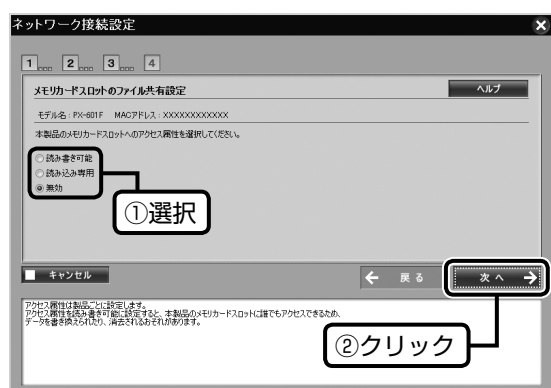 ネットワーク接続設定
1 2 3 4
メモリカードスロットのファイル共有設定
ヘルプ
モデル名：PX-601F MACアドレス：XXXXXXXXXXXX
本製品のメモリカードスロットへのアクセス属性を選択してください。
読み書き可能
読み込み専用
無効
①選択
キャンセル
戻る
次へ
アクセス属性は製品ごとに設定します。
アクセス属性を読み書き可能に設定すると、本製品のメモリカードスロットに誰でもアクセスできるため、
データを書き換えられたり、消去されるおそれがあります。
②クリック